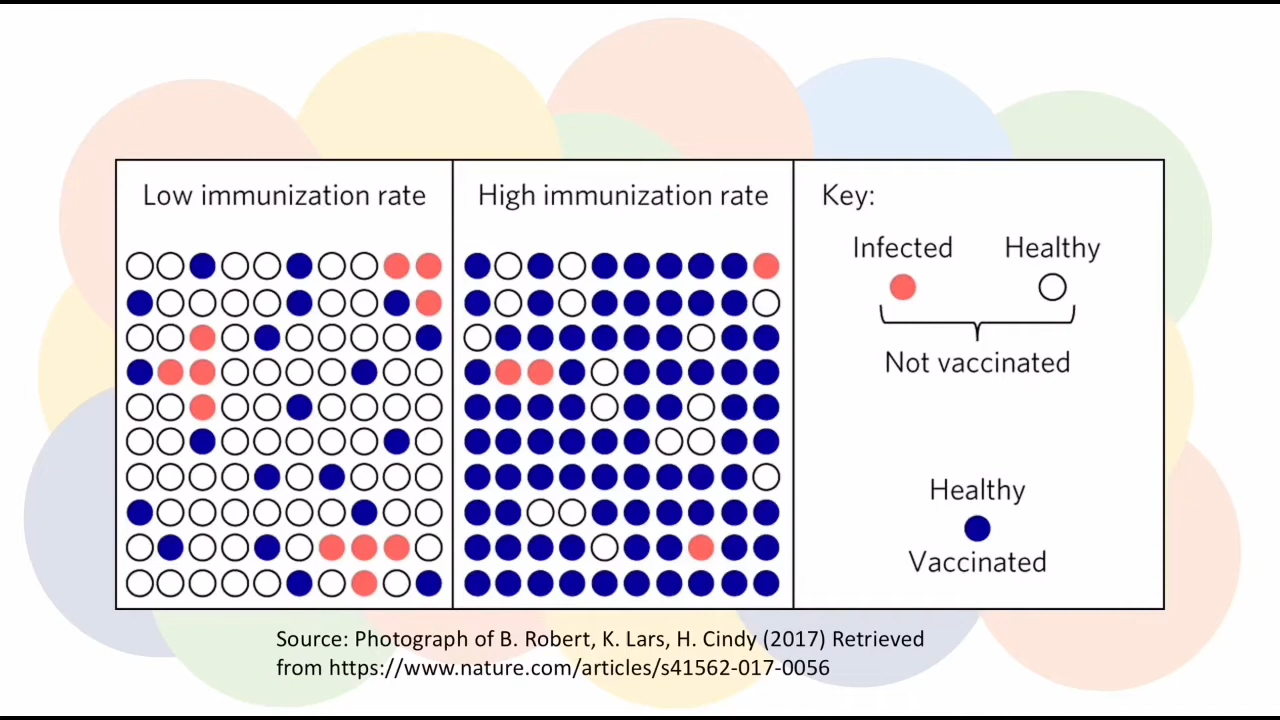 Low immunization rate
High immunization rate
Key:
Infected
Healthy
Not vaccinated
Healthy
Vaccinated
Source: Photograph of B. Robert, K. Lars, H. Cindy (2017) Retrieved
from https://www.nature.com/articles/s41562-017-0056